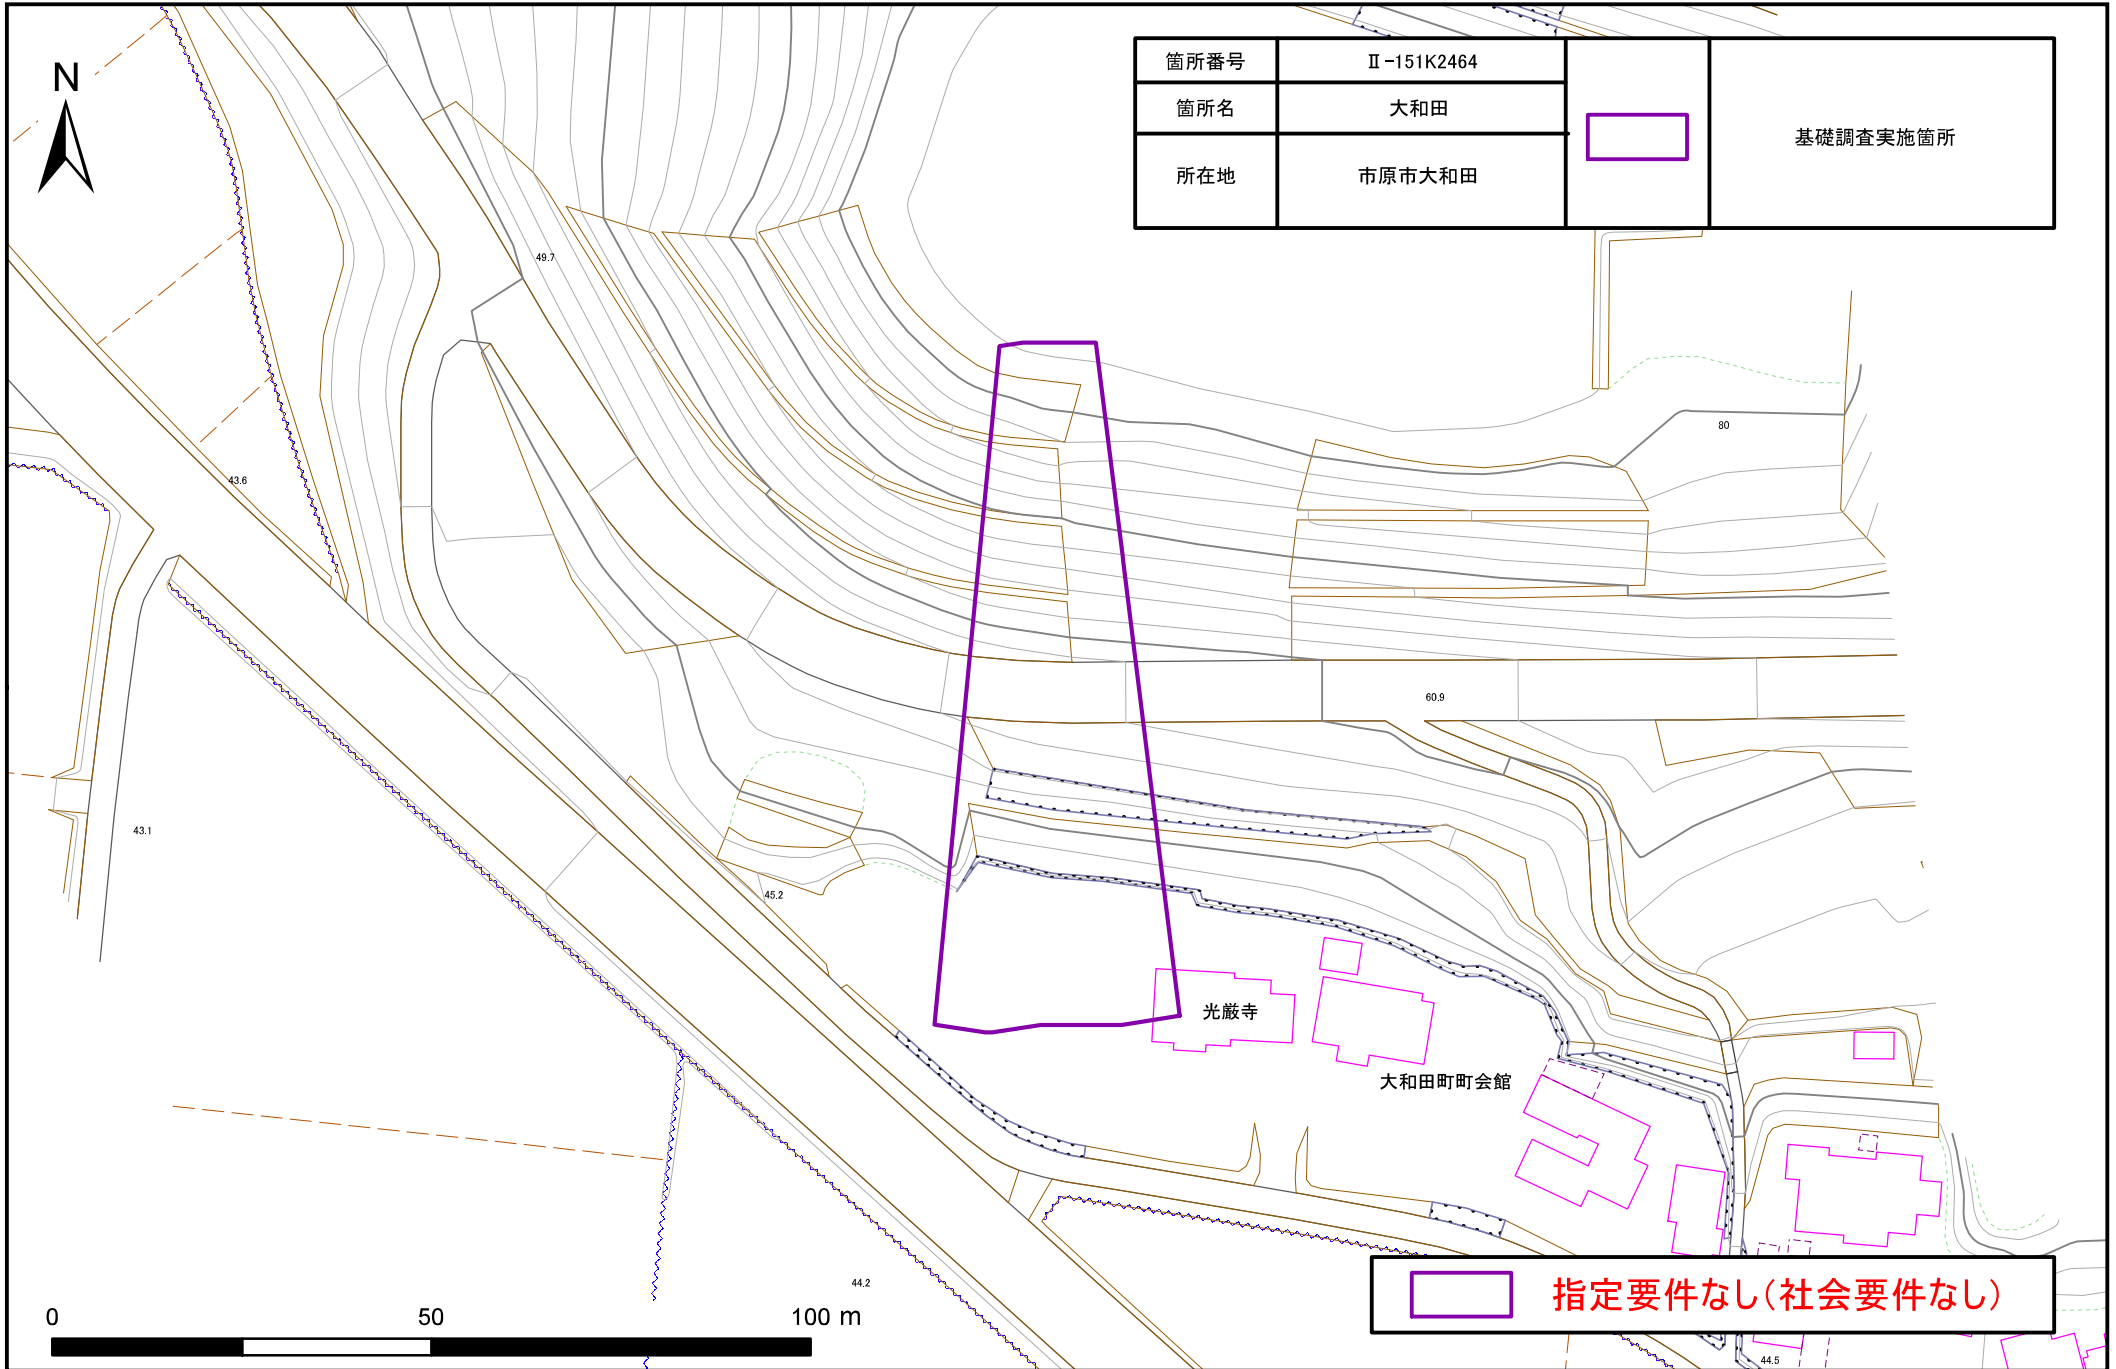 N
箇所番号 Ⅱ-151K2464
箇所名 大和田
所在地 市原市大和田
基礎調査実施箇所
49.7
80
43.6
60.9
43.1
45.2
光厳寺
大和田町町会館
44.2
指定要件なし(社会要件なし)
0 50 100 m
44.5